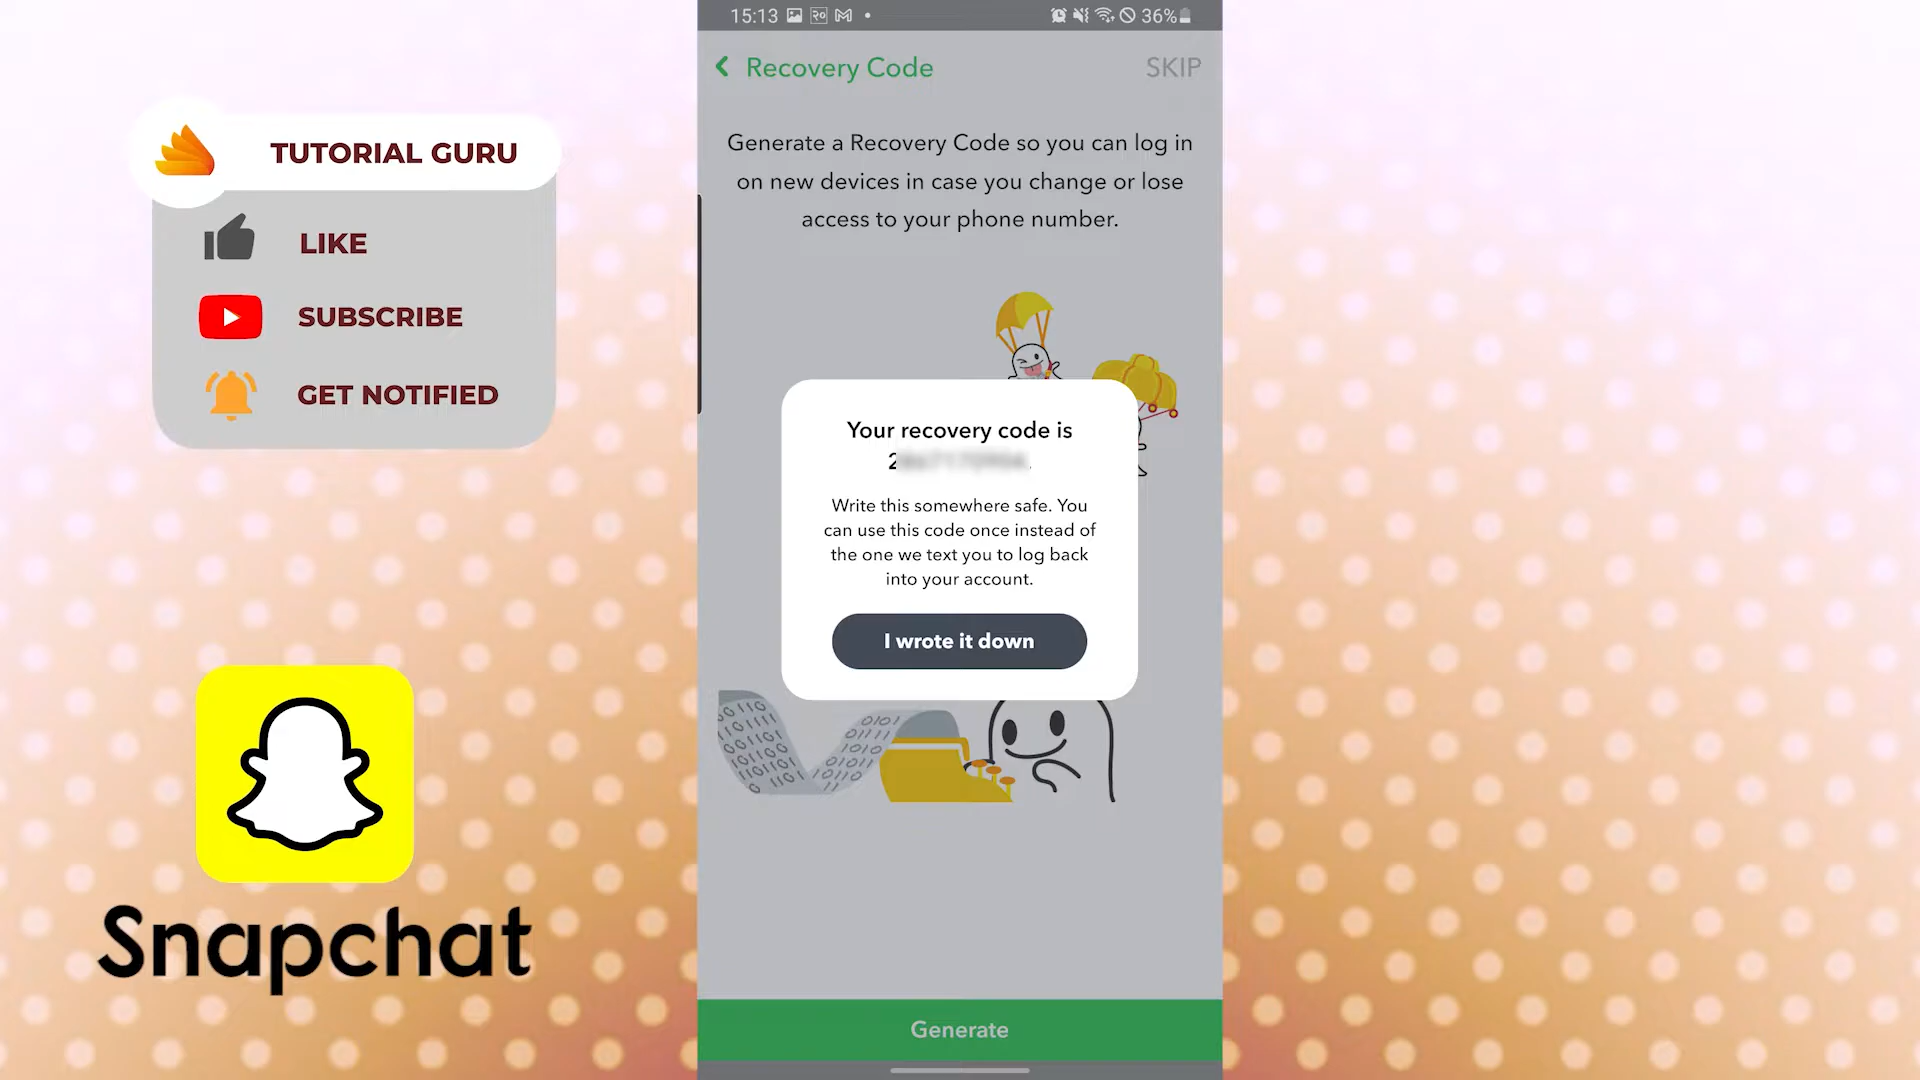 TUTORIAL GURU
LIKE
SUBSCRIBE
GET NOTIFIED
Snapchat
15:13
36%
Recovery Code
SKIP
Generate a Recovery Code so you can log in
on new devices in case you change or lose
access to your phone number.
Your recovery code is
Write this somewhere safe. You
can use this code once instead of
the one we text you to log back
into your account.
I wrote it down
Generate